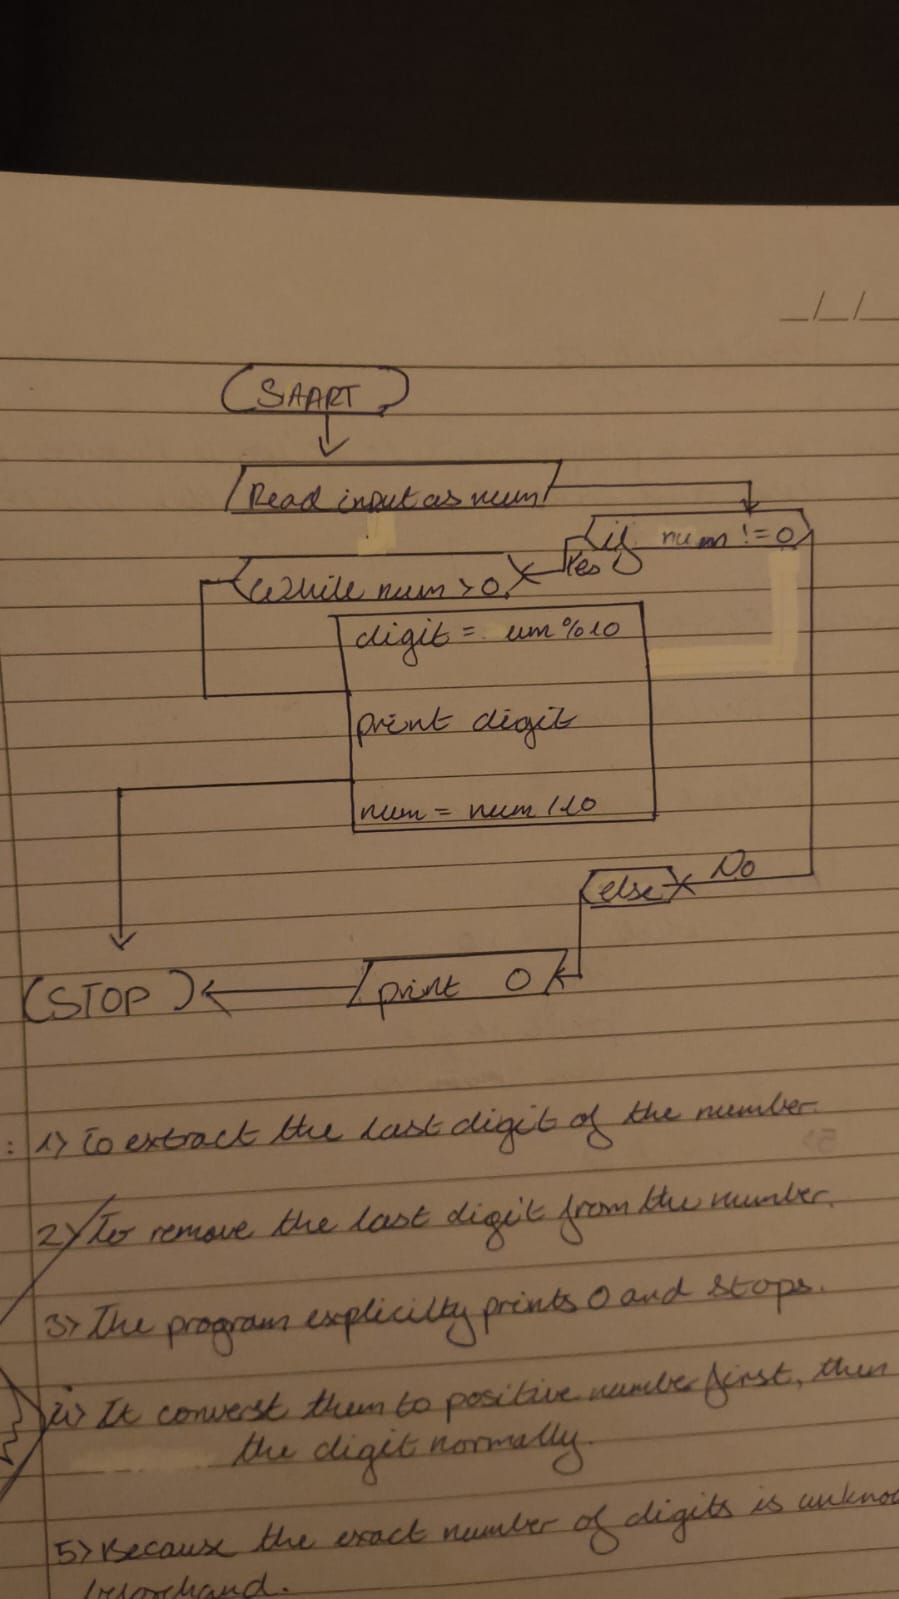 SAART
Read input as num
if num != 0
Yes
While num > 0
digit = um % 10
print digit
num = num / 10
No
else
print 0
STOP
: 1) To extract the last digit of the number.
2) To remove the last digit from the number.
3) The program explicilty prints 0 and stops.
It converst them to positive number first, then
the digit normally.
5) Because the exact number of digits is unkno